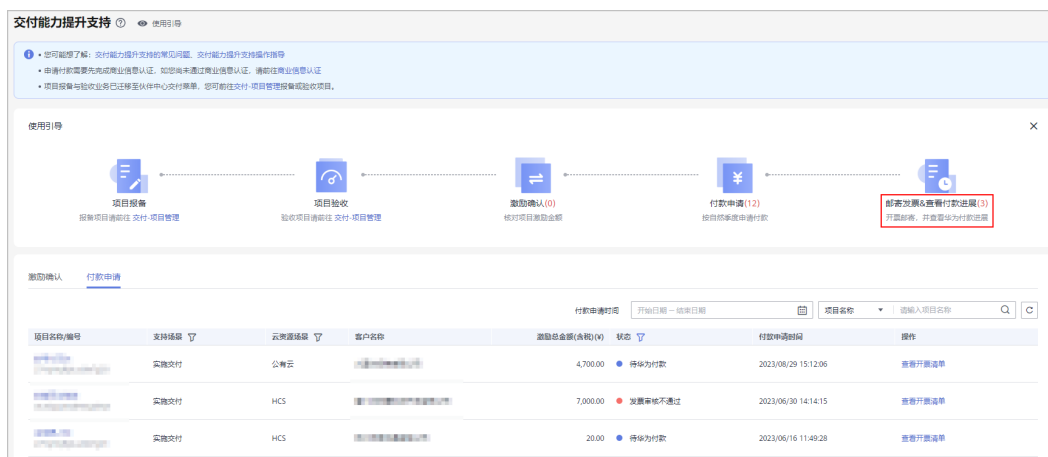 交付能力提升支持 使用引导
• 您可能想了解：交付能力提升支持的常见问题、交付能力提升支持操作指导
• 申请付款需要先完成商业信息认证，如您尚未通过商业信息认证，请前往商业信息认证
• 项目报备与验收业务已迁移至伙伴中心交付菜单，您可前往交付-项目管理报备或验收项目。
使用引导
项目报备 项目验收 激励确认(0) 付款申请(12) 邮寄发票&查看付款进展(3)
报备项目请前往 交付-项目管理 验收项目请前往 交付-项目管理 核对项目激励金额 按自然季度申请付款 开票邮寄，并查看华为付款进展
激励确认 付款申请
付款申请时间 开始日期 – 结束日期 项目名称 请输入项目名称
项目名称/编号 支持场景 云资源场景 客户名称 激励总金额(含税)(¥) 状态 付款申请时间 操作
实施交付 公有云 4,700.00 待华为付款 2023/08/29 15:12:06 查看开票清单
实施交付 HCS 7,000.00 发票审核不通过 2023/06/30 14:14:15 查看开票清单
实施交付 HCS 20.00 待华为付款 2023/06/16 11:49:28 查看开票清单